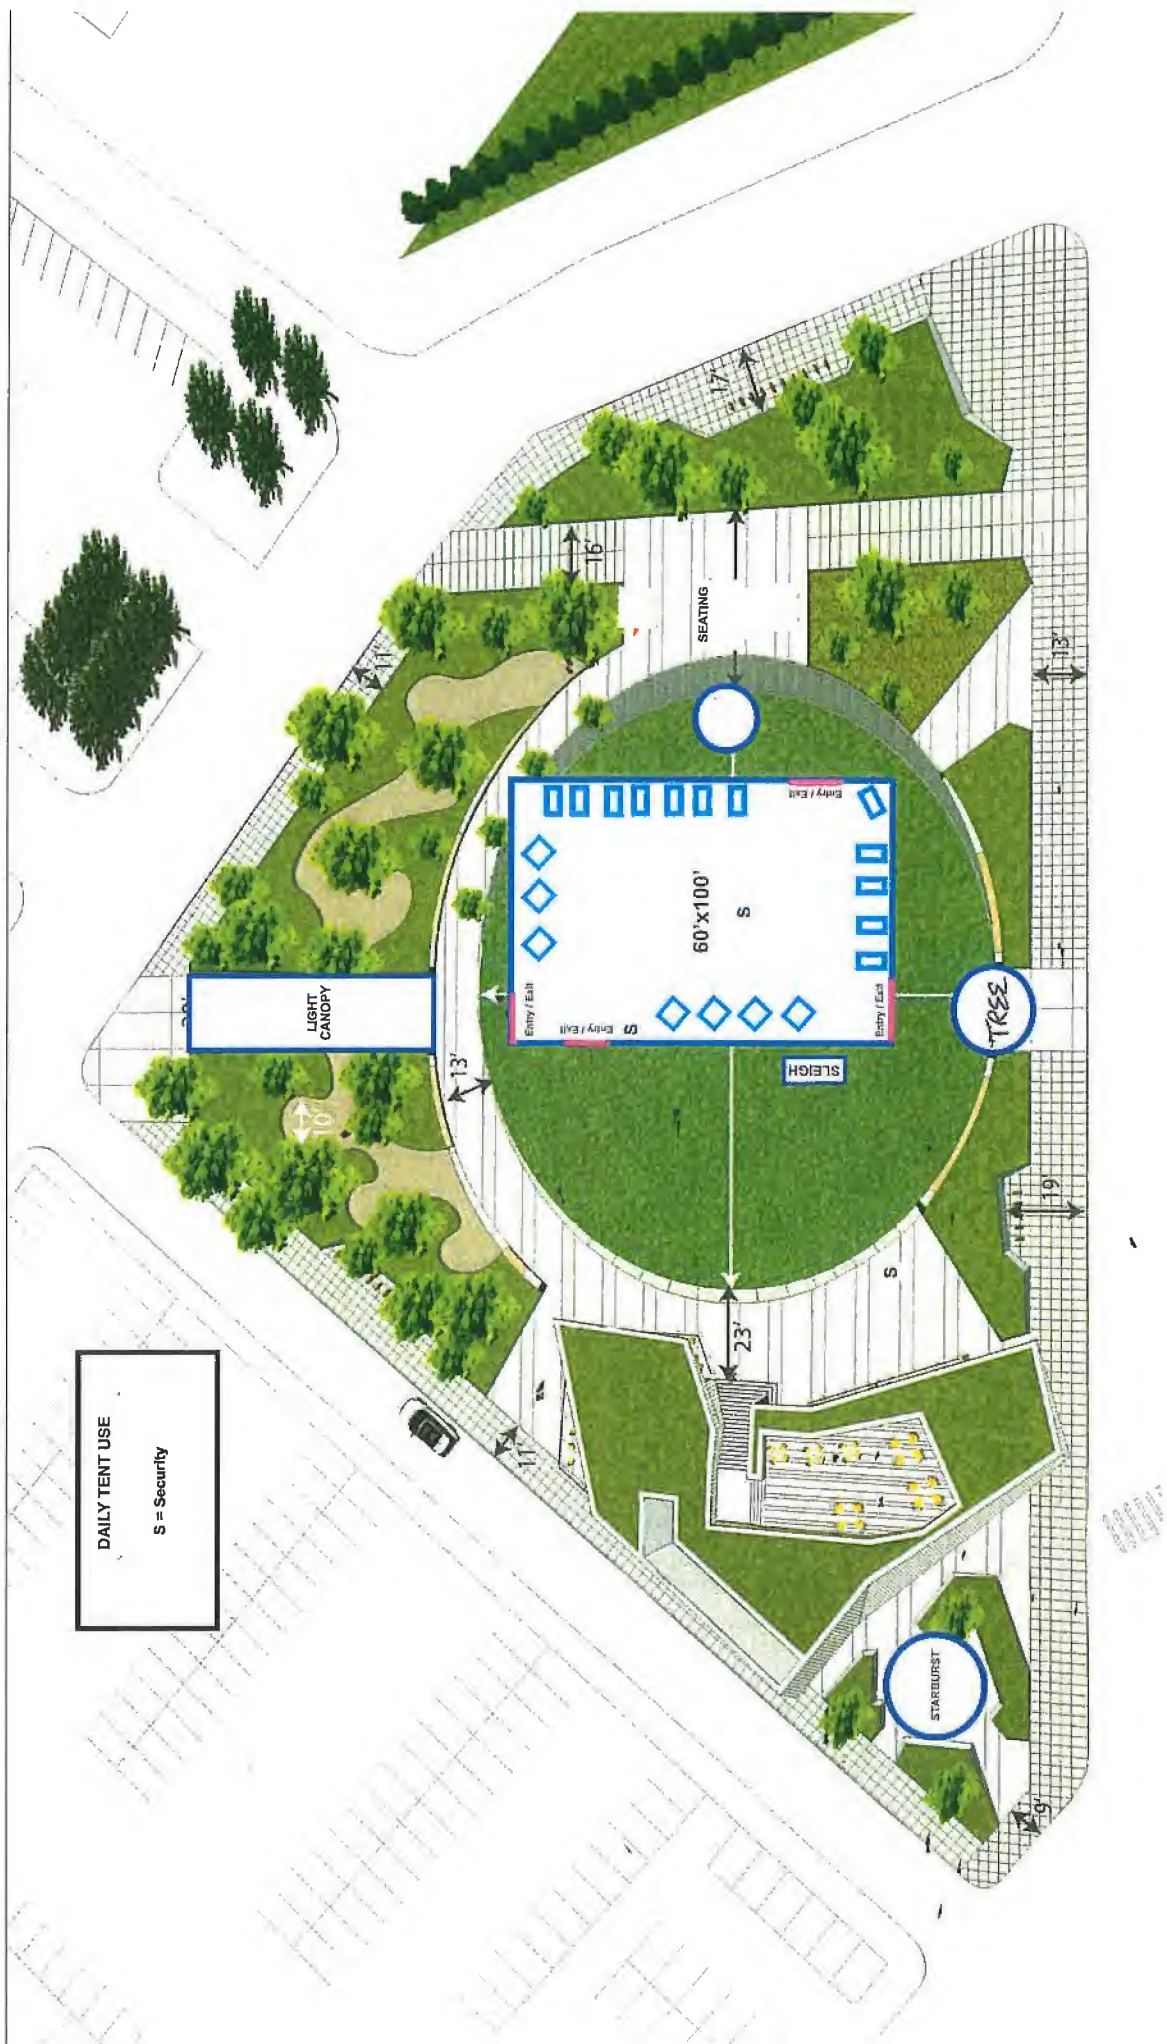 DAILY TENT USE
S = Security
17'
16'
11'
SEATING
13'
LIGHT
CANOPY
60'x100'
S
Entry / Exit
Entry / Exit
Entry / Exit
Entry / Exit
S
SLEIGH
TREE
13'
10'
19'
S
23'
11'
STARBURST
9'